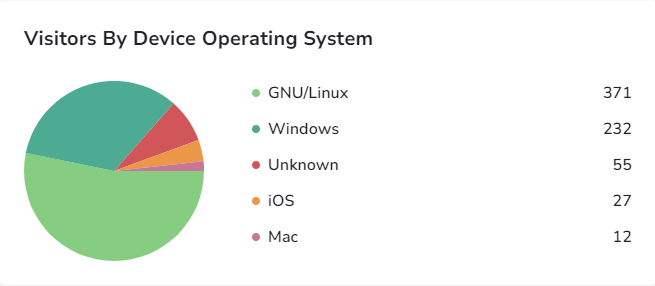 Visitors By Device Operating System
GNU/Linux 371
Windows 232
Unknown 55
iOS 27
Mac 12